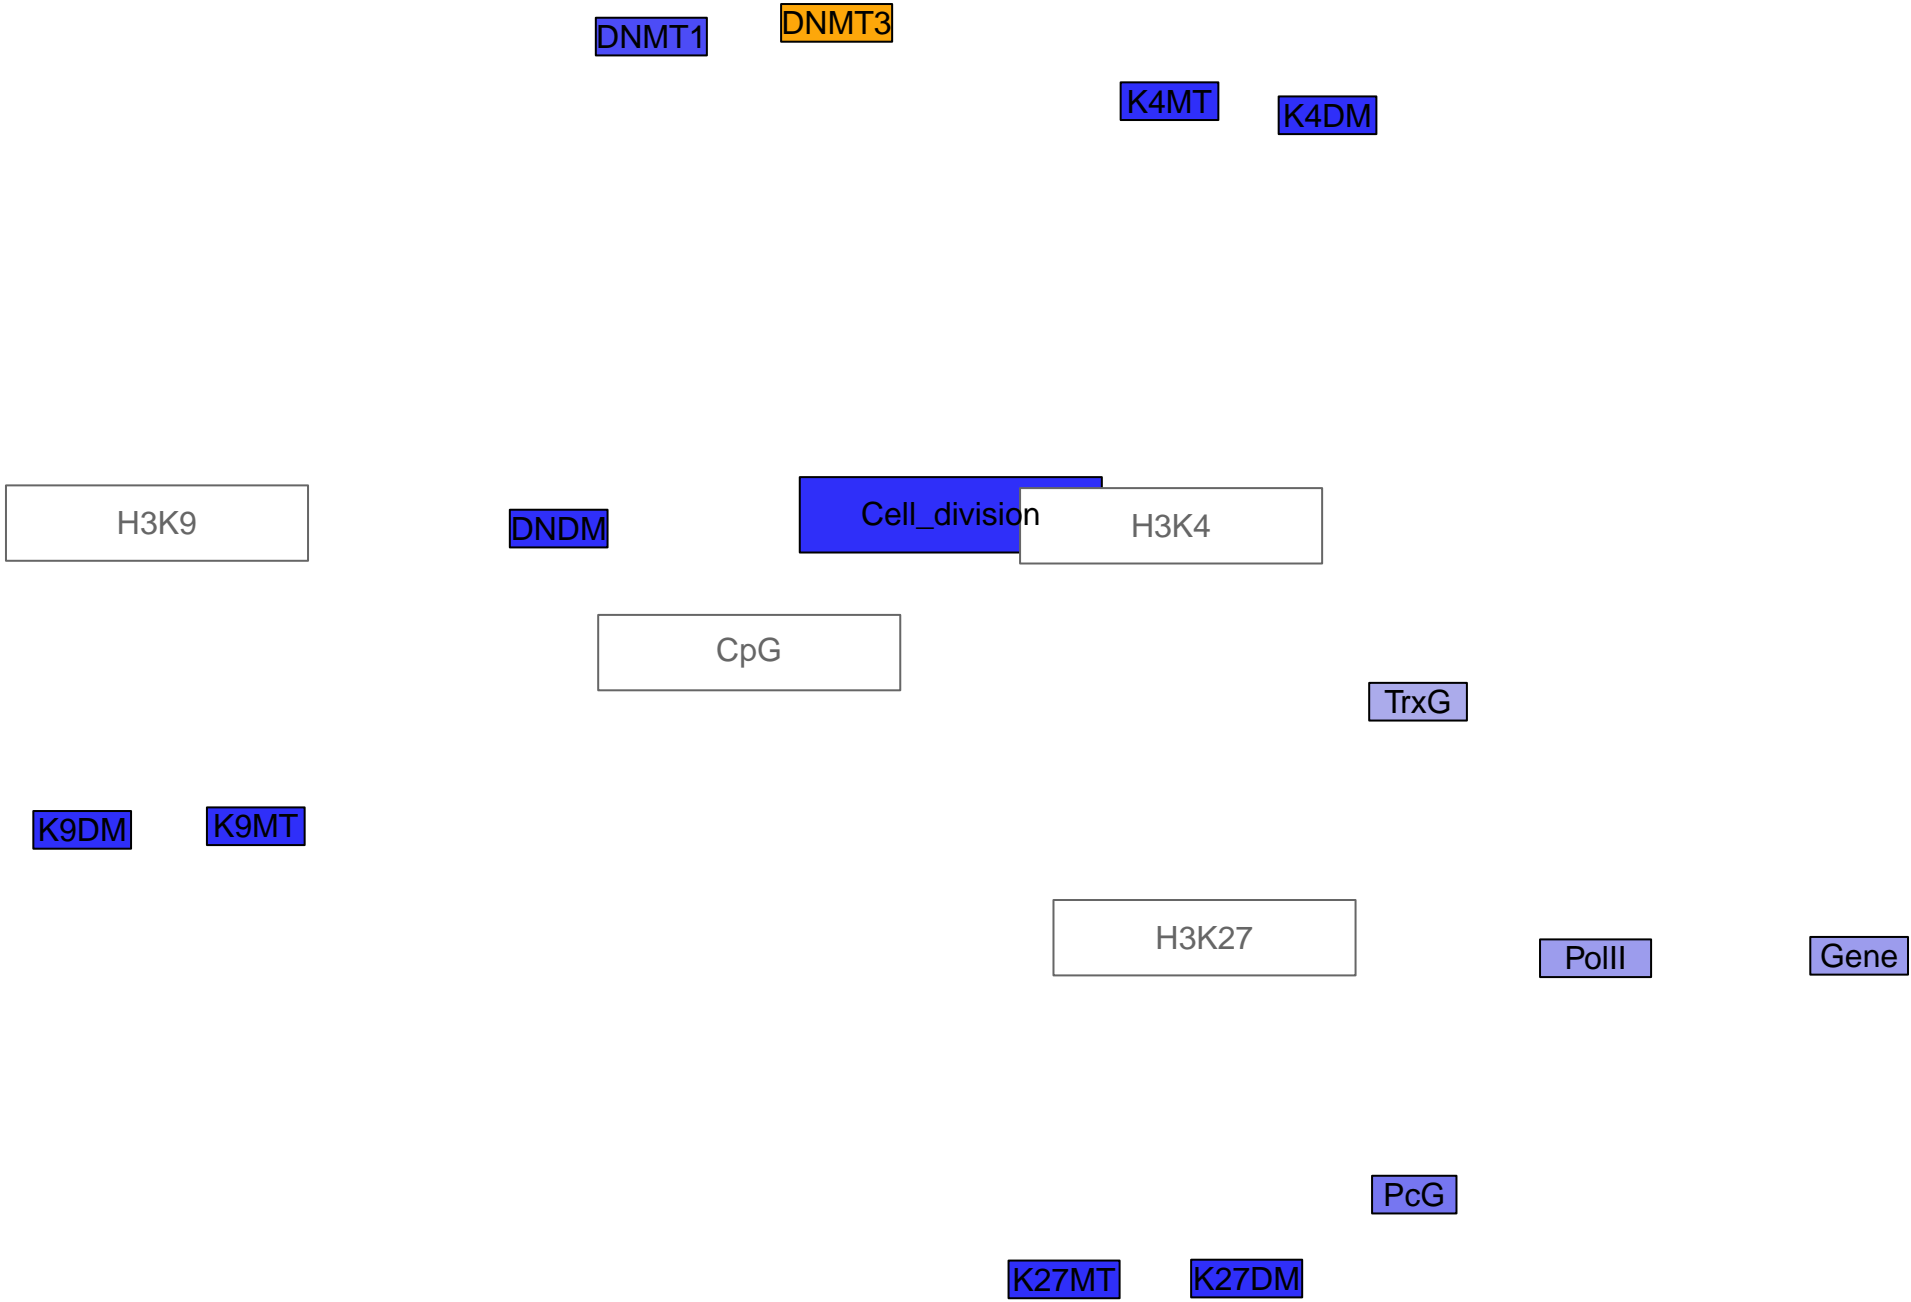 DNMT1
DNMT3
K4MT
K4DM
H3K9
DNDM
Cell_division
H3K4
CpG
TrxG
K9DM
K9MT
H3K27
PolII
Gene
PcG
K27MT
K27DM